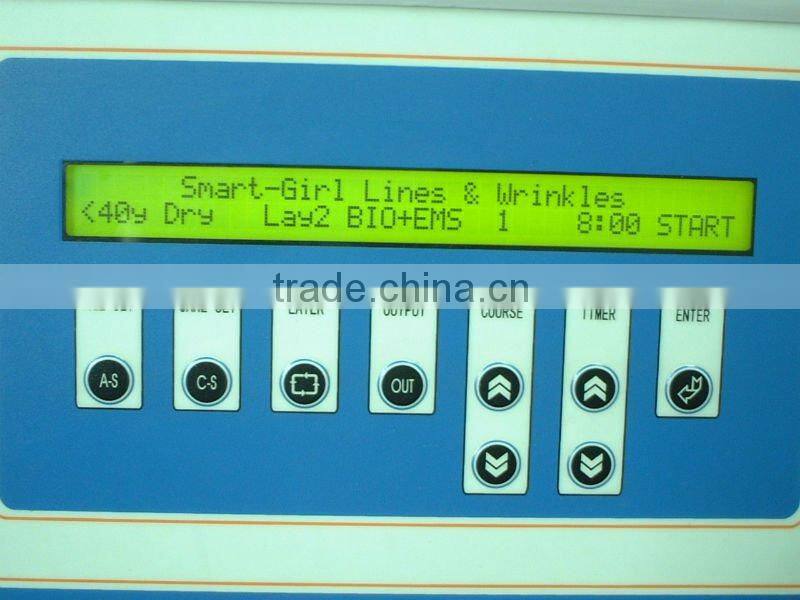 Smart-Girl Lines & Wrinkles
<40y Dry Lay2 BIO+EMS 1 8:00 START
trade.china.cn
LAYER OUTPUT COURSE TIMER ENTER
A-S C-S OUT